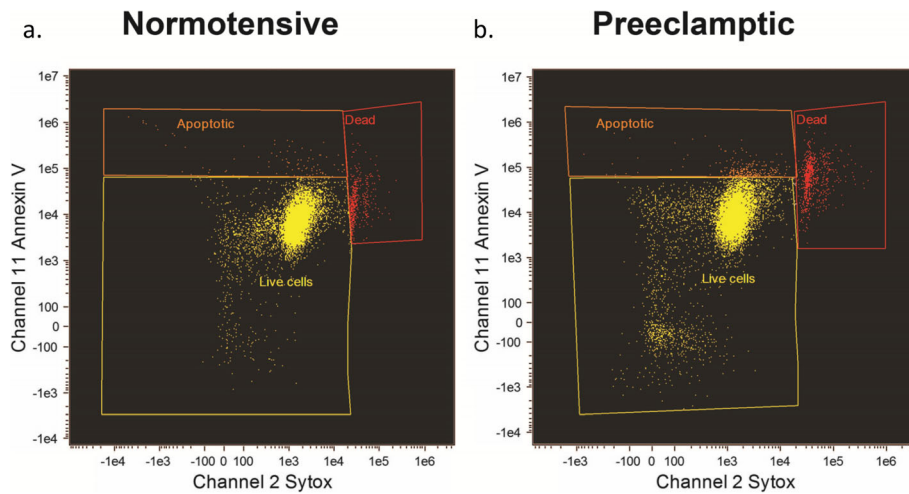 a. Normotensive
1e7
1e6
1e5
1e4
1e3
100
0
-100
-1e3
-1e4
Channel 11 Annexin V
Apoptotic
Dead
Live cells
-1e4 -1e3 -100 0 100 1e3 1e4 1e5 1e6
Channel 2 Sytox
b. Preeclamptic
1e7
1e6
1e5
1e4
1e3
100
0
-100
-1e3
-1e4
Channel 11 Annexin V
Apoptotic
Dead
Live cells
-1e3 -100 0 100 1e3 1e4 1e5 1e6
Channel 2 Sytox